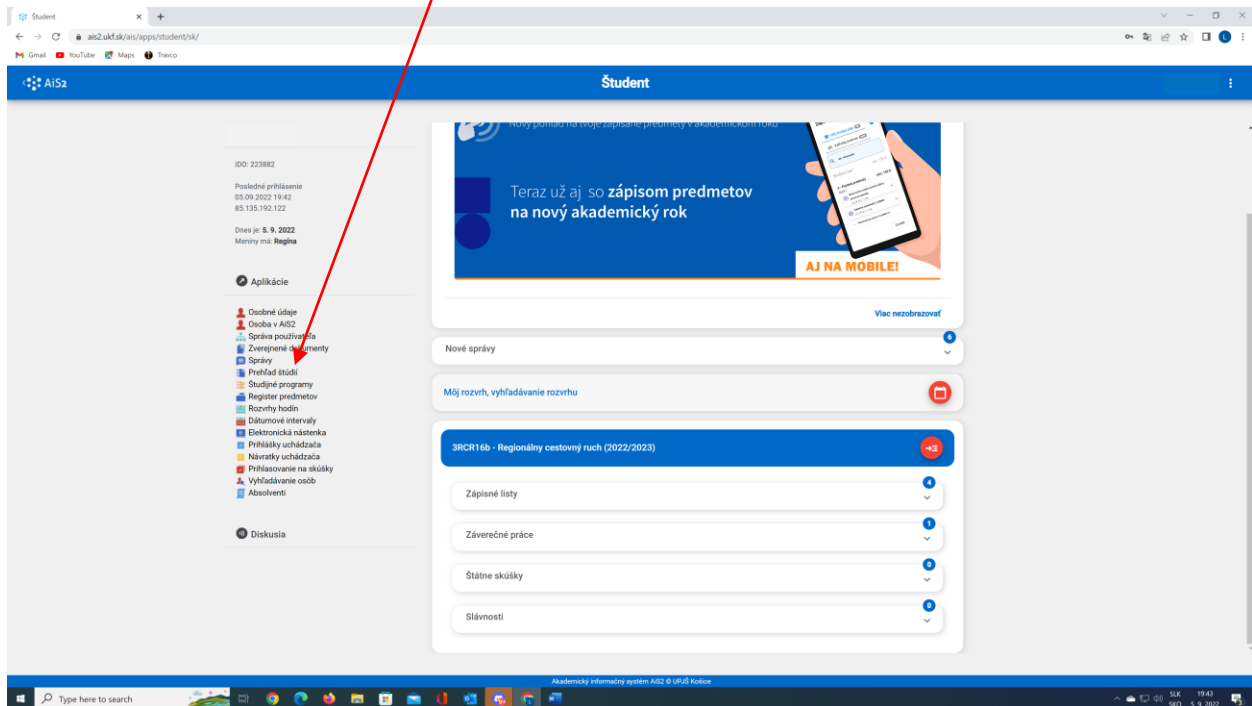 Študent
ais2.ukf.sk/ais/apps/student/sk/
Gmail YouTube Maps Travco
AiS2
Študent
IDO: 223882
Posledné prihlásenie
05.09.2022 19:42
85.135.192.122
Dnes je: 5. 9. 2022
Meniny má: Regína
Aplikácie
Osobné údaje
Osoba v AiS2
Správa používateľa
Zverejnené dokumenty
Správy
Prehľad štúdií
Študijné programy
Register predmetov
Rozvrhy hodín
Dátumové intervaly
Elektronická nástenka
Prihlášky uchádzača
Návratky uchádzača
Prihlasovanie na skúšky
Vyhľadávanie osôb
Absolventi
Diskusia
Nový pohľad na tvoje zapísané predmety v akademickom roku
Teraz už aj so zápisom predmetov
na nový akademický rok
AJ NA MOBILE!
Viac nezobrazovať
Nové správy
6
Môj rozvrh, vyhľadávanie rozvrhu
3RCR16b - Regionálny cestovný ruch (2022/2023)
Zápisné listy
4
Záverečné práce
1
Štátne skúšky
0
Slávnosti
0
Akademický informačný systém AiS2 © UPJŠ Košice
Type here to search
SLK 19:43
SKQ 5. 9. 2022